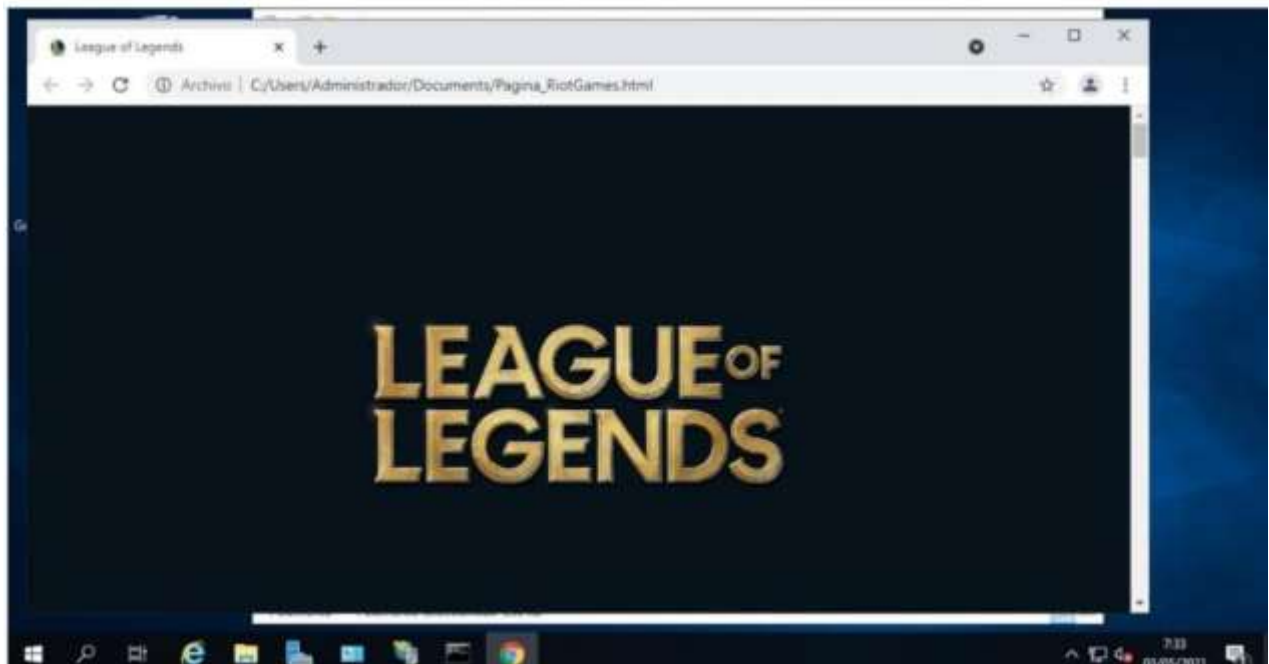 League of Legends
Archivo | C:/Users/Administrador/Documents/Pagina_RiotGames.html
LEAGUE OF
LEGENDS
7:33